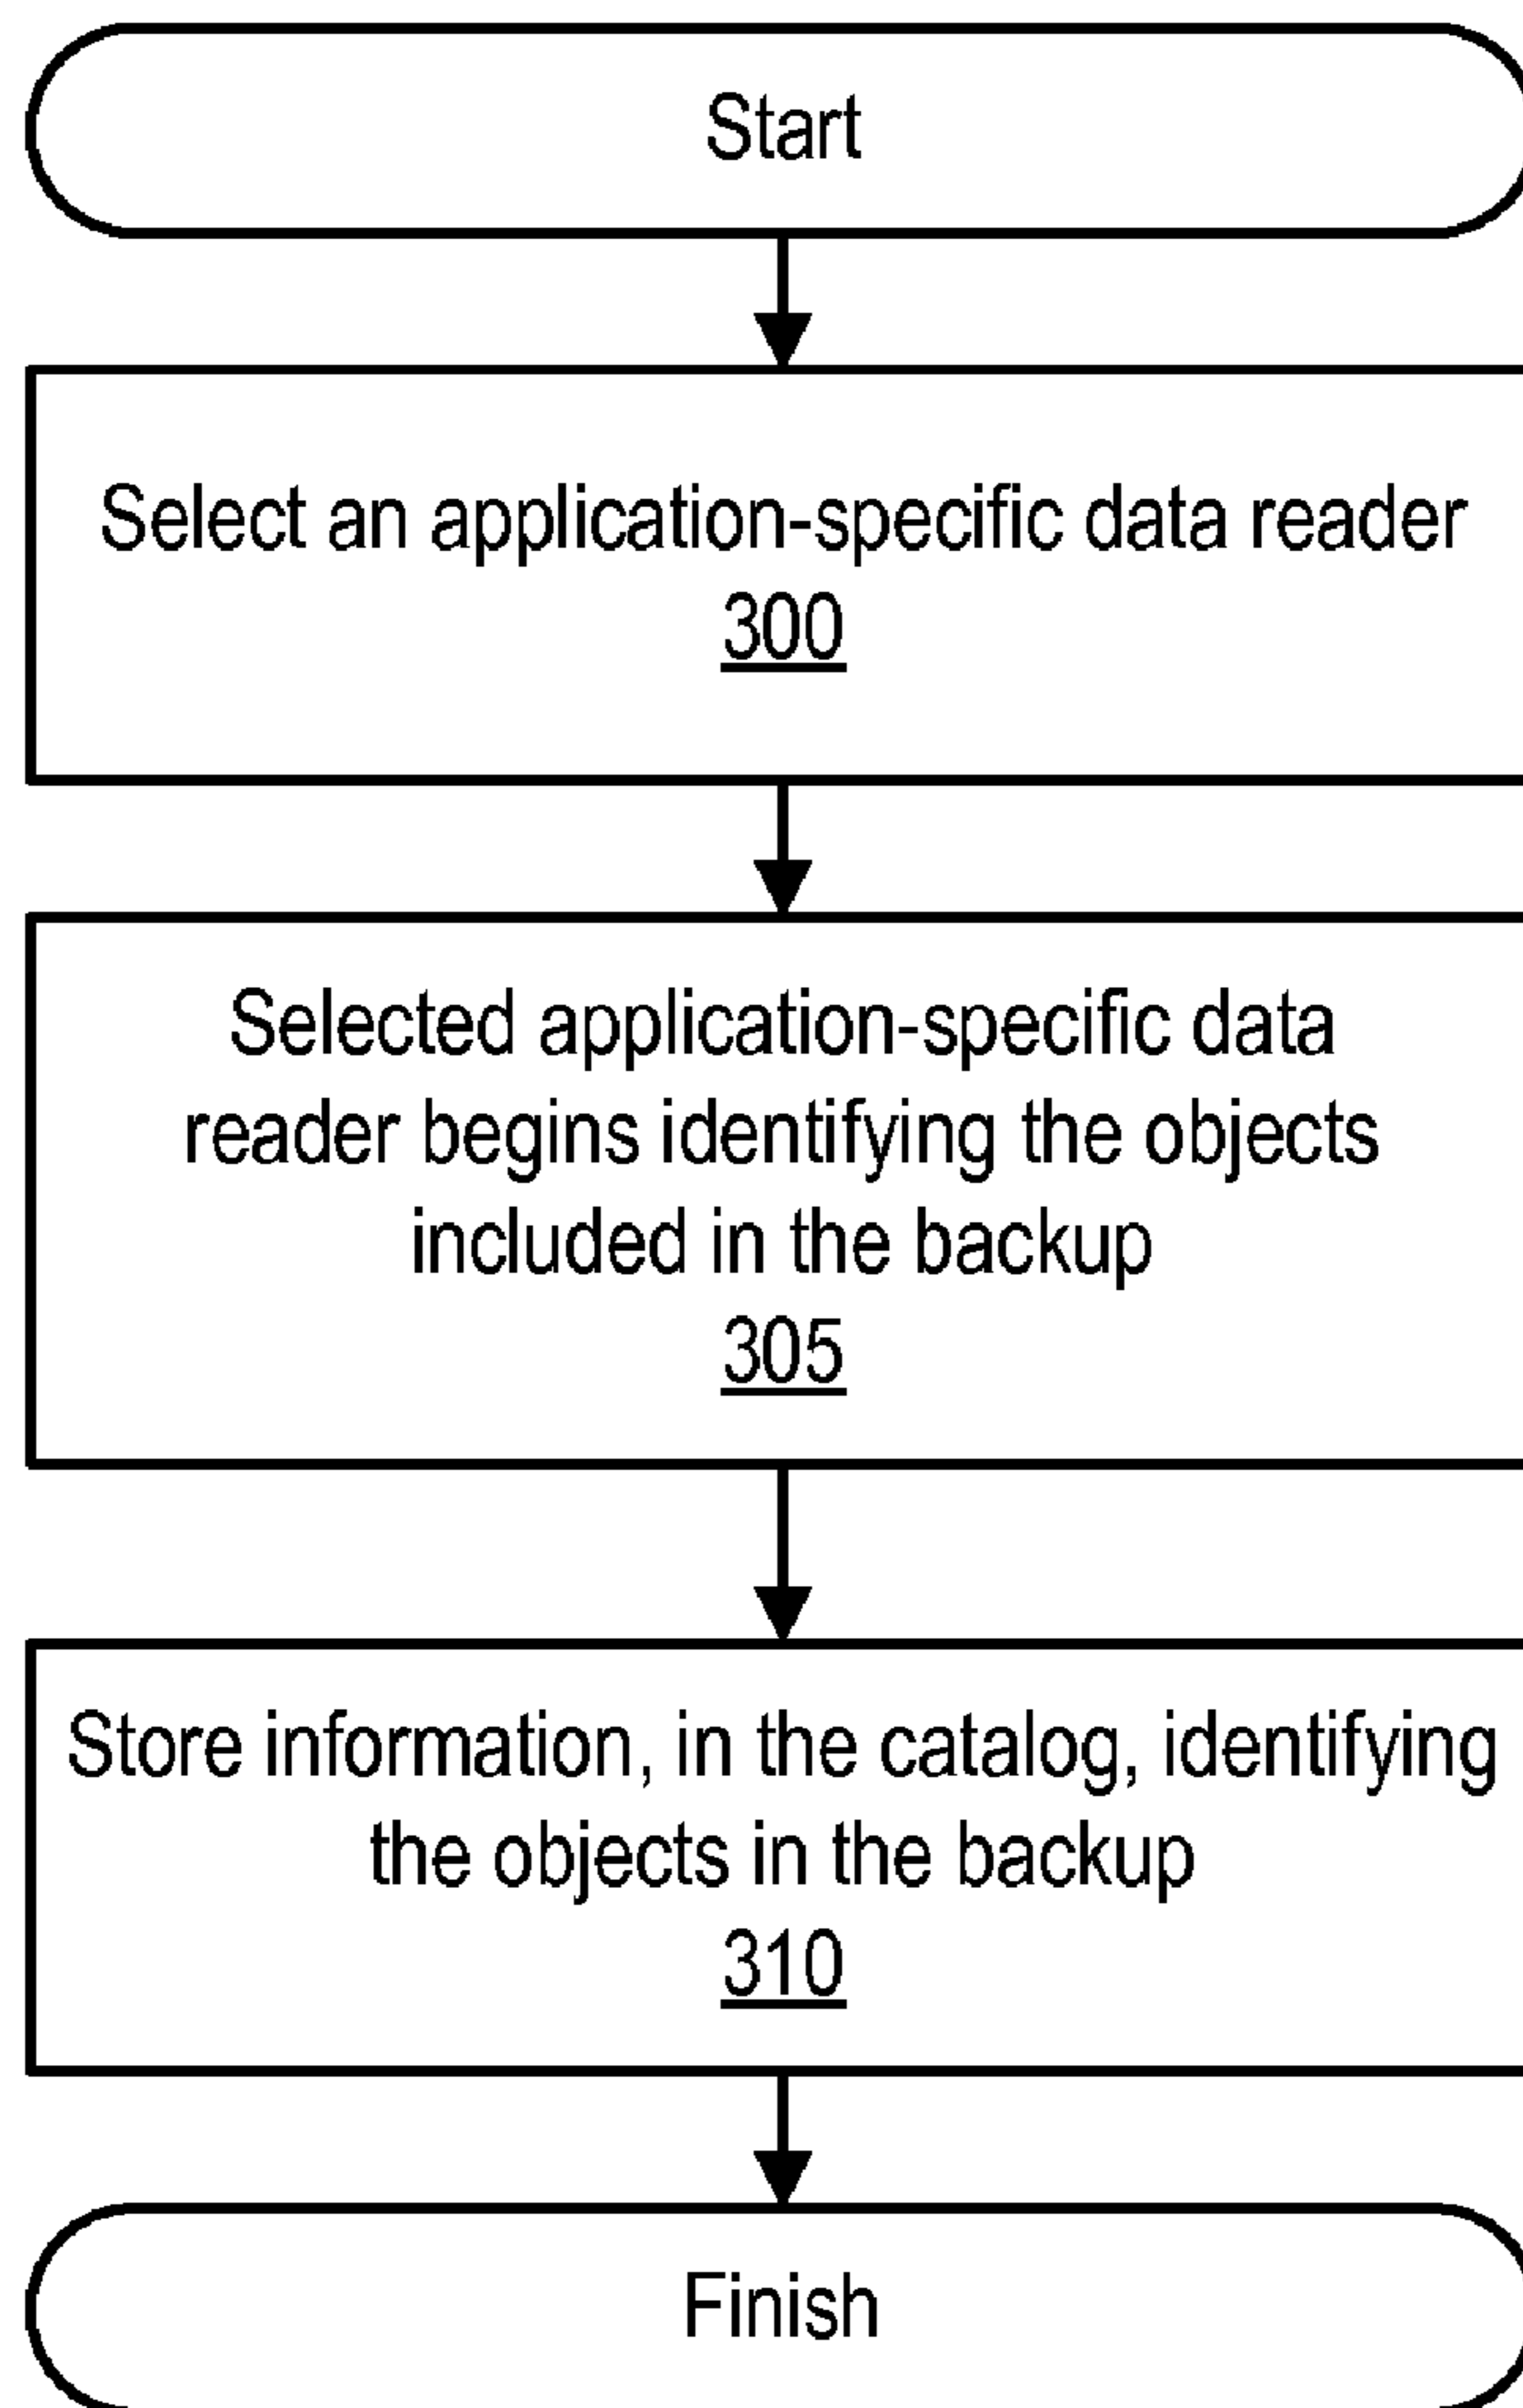 Start
Select an application-specific data reader
300
Selected application-specific data
reader begins identifying the objects
included in the backup
305
Store information, in the catalog, identifying
the objects in the backup
310
Finish